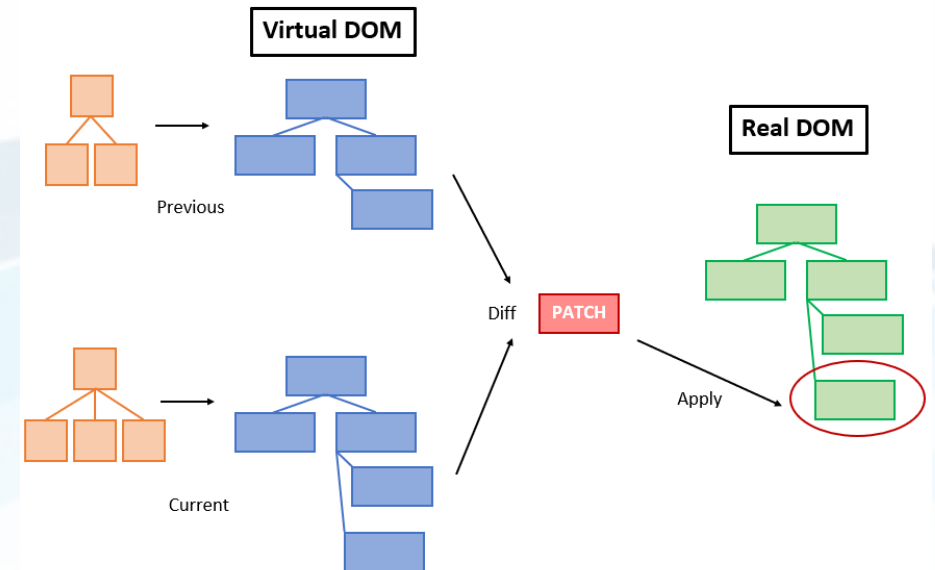 Virtual DOM
Real DOM
Previous
Diff
PATCH
Apply
Current